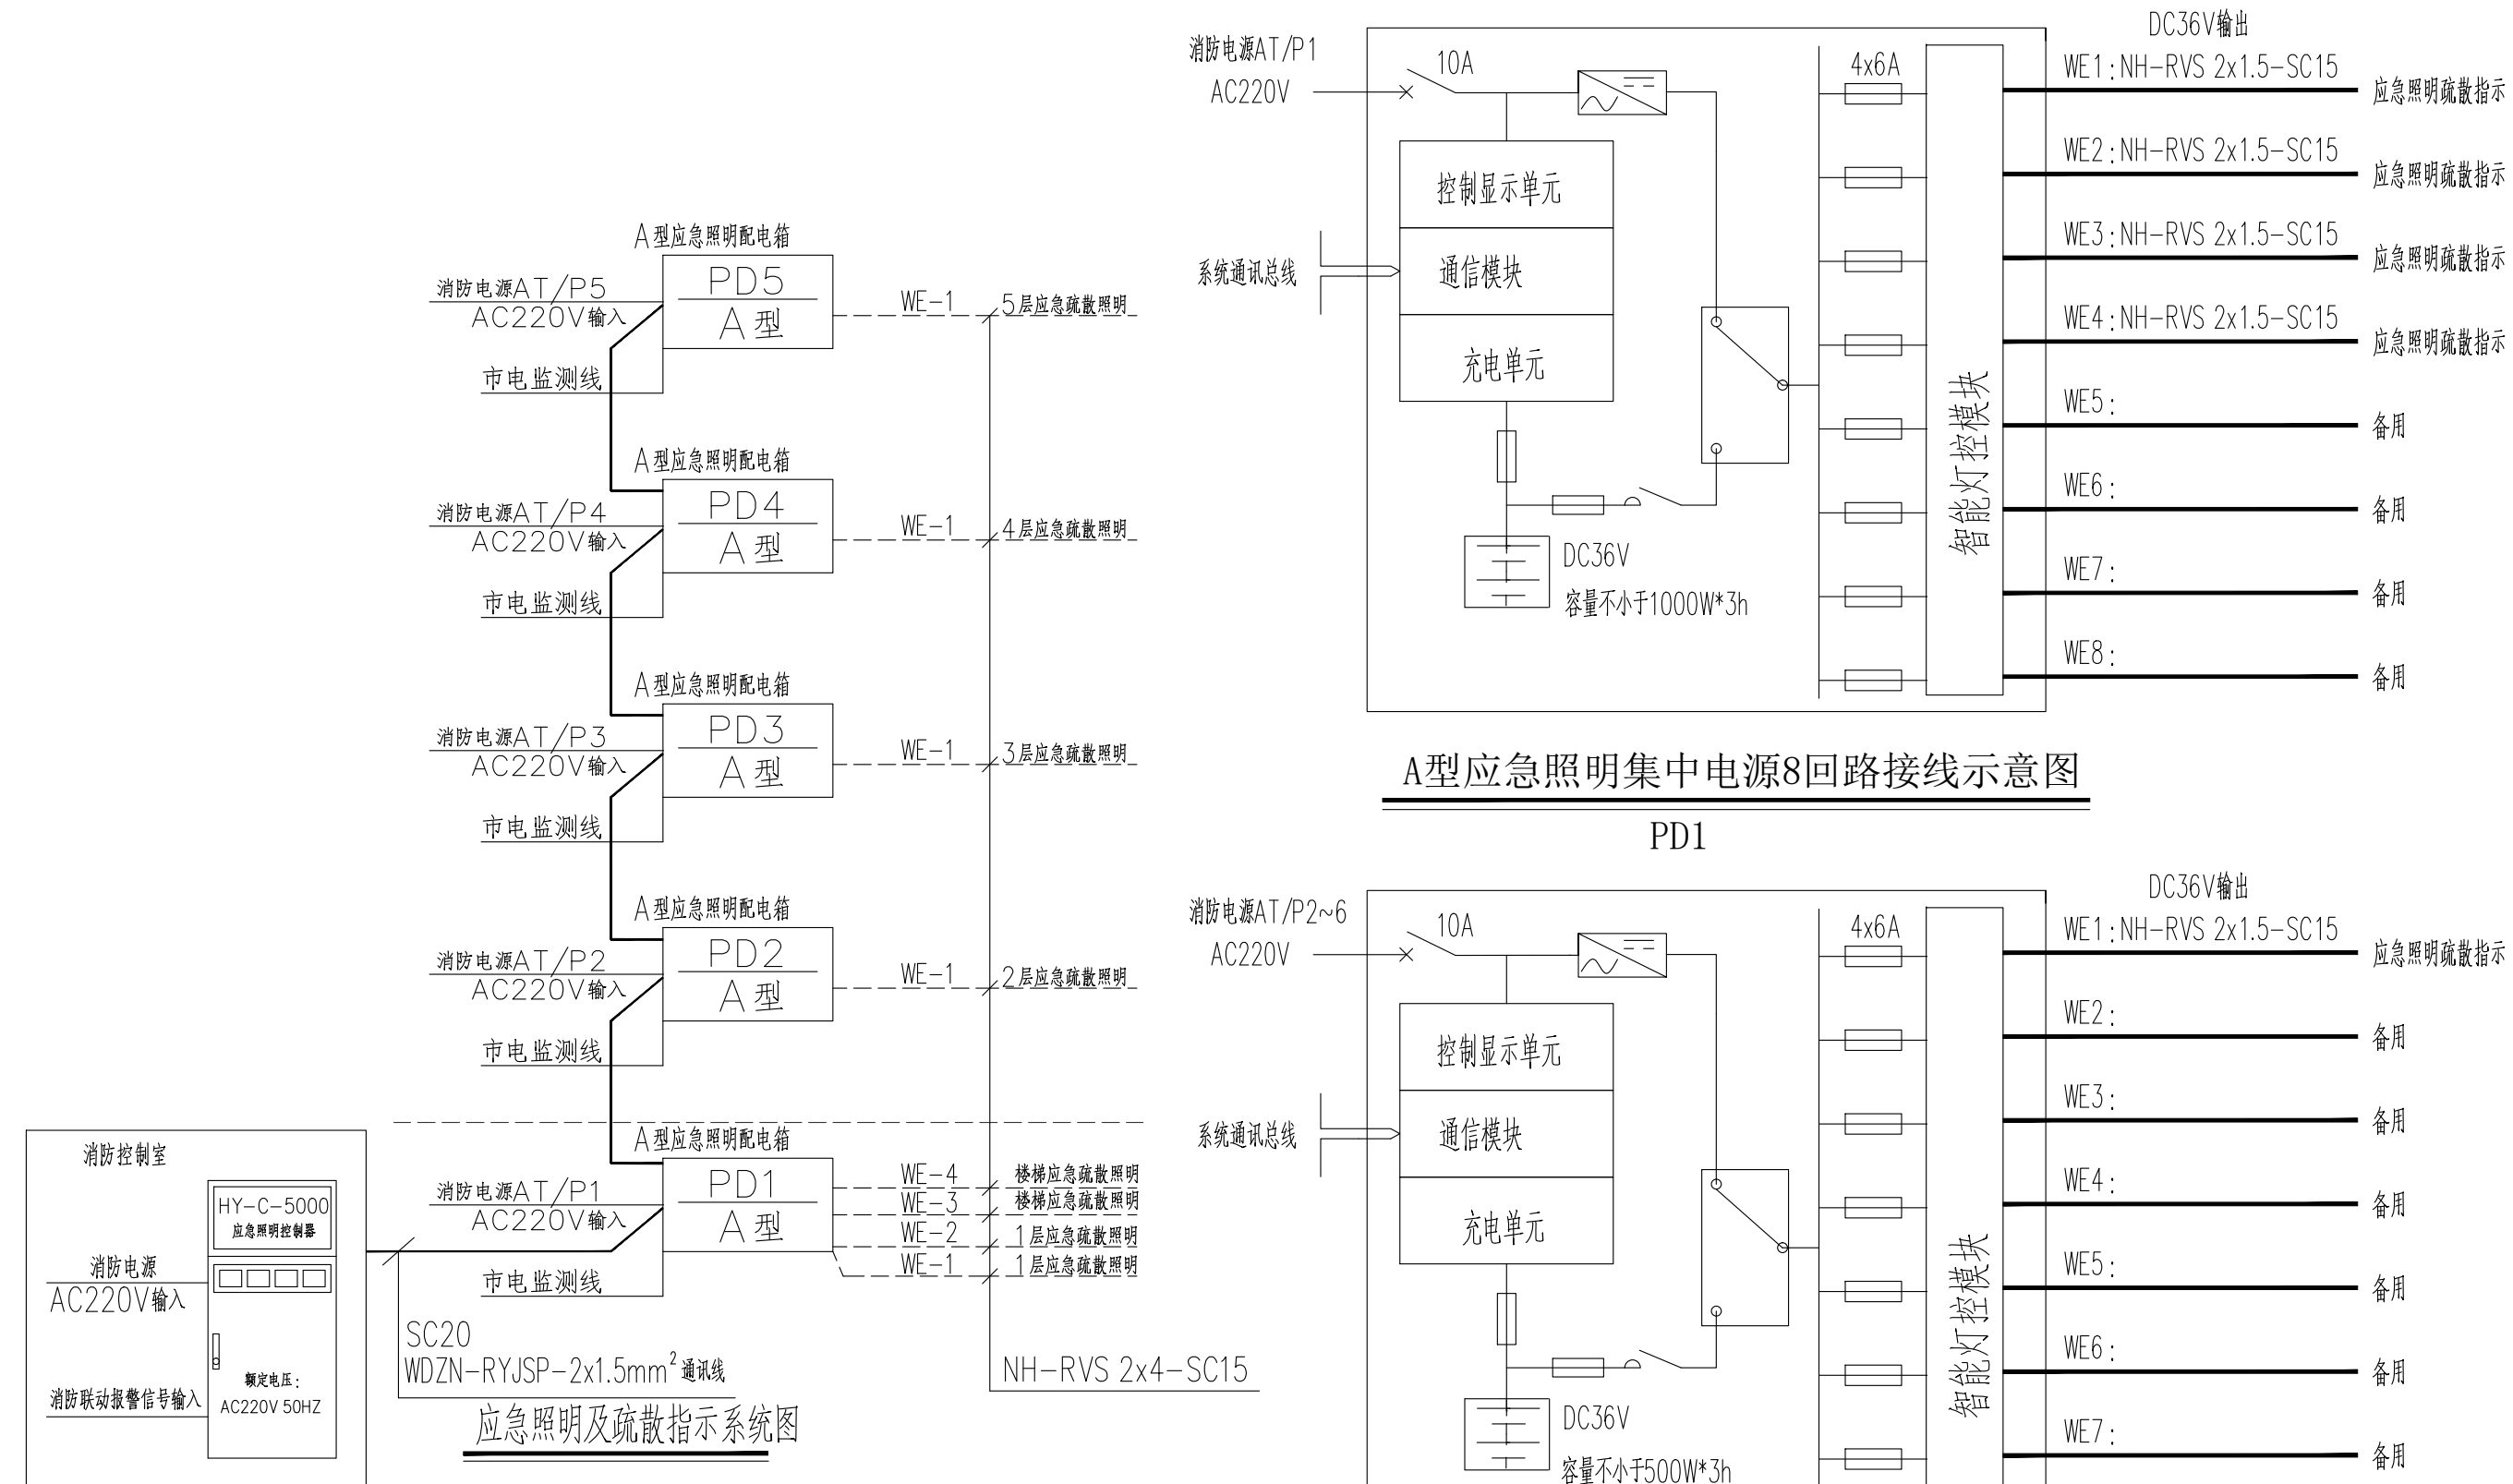 A型应急照明配电箱
消防电源AT/P5
AC220V输入
PD5
A型
市电监测线
WE-1
5层应急疏散照明
A型应急照明配电箱
消防电源AT/P4
AC220V输入
PD4
A型
市电监测线
WE-1
4层应急疏散照明
A型应急照明配电箱
消防电源AT/P3
AC220V输入
PD3
A型
市电监测线
WE-1
3层应急疏散照明
A型应急照明配电箱
消防电源AT/P2
AC220V输入
PD2
A型
市电监测线
WE-1
2层应急疏散照明
A型应急照明配电箱
消防电源AT/P1
AC220V输入
PD1
A型
市电监测线
WE-4
楼梯应急疏散照明
WE-3
楼梯应急疏散照明
WE-2
1层应急疏散照明
WE-1
1层应急疏散照明
消防控制室
HY-C-5000
应急照明控制器
消防电源
AC220V输入
消防联动报警信号输入
额定电压：
AC220V 50HZ
SC20
WDZN-RYJSP-2x1.5mm²通讯线
NH-RVS 2x4-SC15
应急照明及疏散指示系统图
消防电源AT/P1
AC220V
10A
4x6A
DC36V输出
控制显示单元
通信模块
充电单元
系统通讯总线
DC36V
容量不小于1000W*3h
智能灯控模块
WE1:NH-RVS 2x1.5-SC15
应急照明疏散指示
WE2:NH-RVS 2x1.5-SC15
应急照明疏散指示
WE3:NH-RVS 2x1.5-SC15
应急照明疏散指示
WE4:NH-RVS 2x1.5-SC15
应急照明疏散指示
WE5:
备用
WE6:
备用
WE7:
备用
WE8:
备用
A型应急照明集中电源8回路接线示意图
PD1
消防电源AT/P2~6
AC220V
10A
4x6A
DC36V输出
控制显示单元
通信模块
充电单元
系统通讯总线
DC36V
容量不小于500W*3h
智能灯控模块
WE1:NH-RVS 2x1.5-SC15
应急照明疏散指示
WE2:
备用
WE3:
备用
WE4:
备用
WE5:
备用
WE6:
备用
WE7:
备用